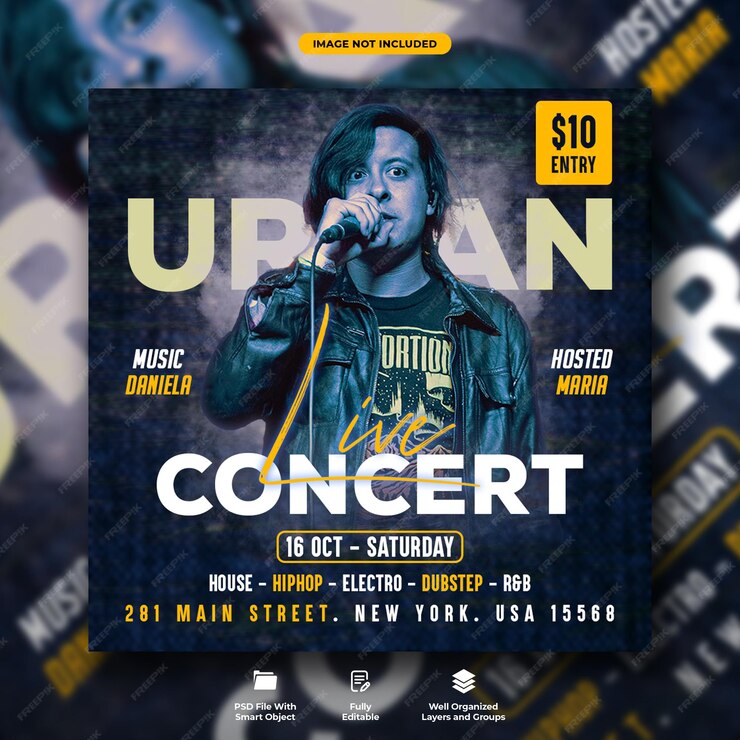 IMAGE NOT INCLUDED
$10
ENTRY
URBAN
MUSIC
DANIELA
HOSTED
MARIA
Live
CONCERT
16 OCT - SATURDAY
HOUSE - HIPHOP - ELECTRO - DUBSTEP - R&B
281 MAIN STREET. NEW YORK. USA 15568
PSD File With
Smart Object
Fully
Editable
Well Organized
Layers and Groups